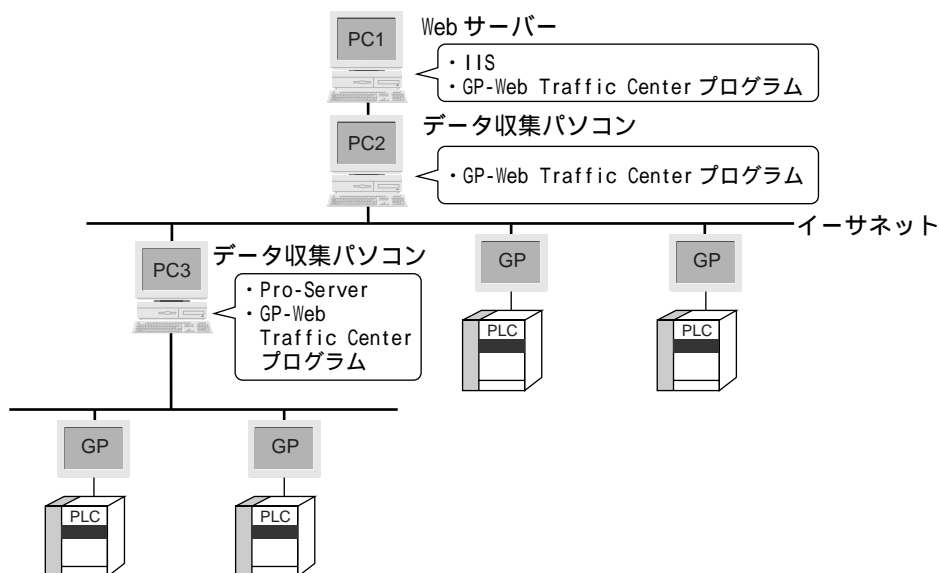 PC1
Web サーバー
・IIS
・GP-Web Traffic Center プログラム
PC2
データ収集パソコン
・GP-Web Traffic Center プログラム
イーサネット
PC3
データ収集パソコン
・Pro-Server
・GP-Web
Traffic Center
プログラム
GP
PLC
GP
PLC
GP
PLC
GP
PLC